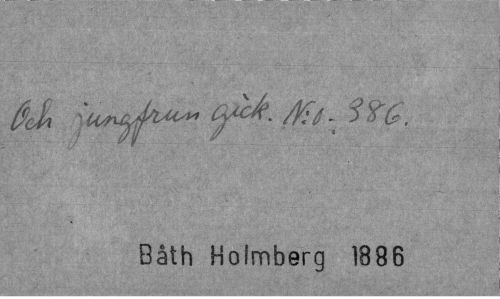 Och jungfrun gick. N:o. 386.
Båth Holmberg 1886